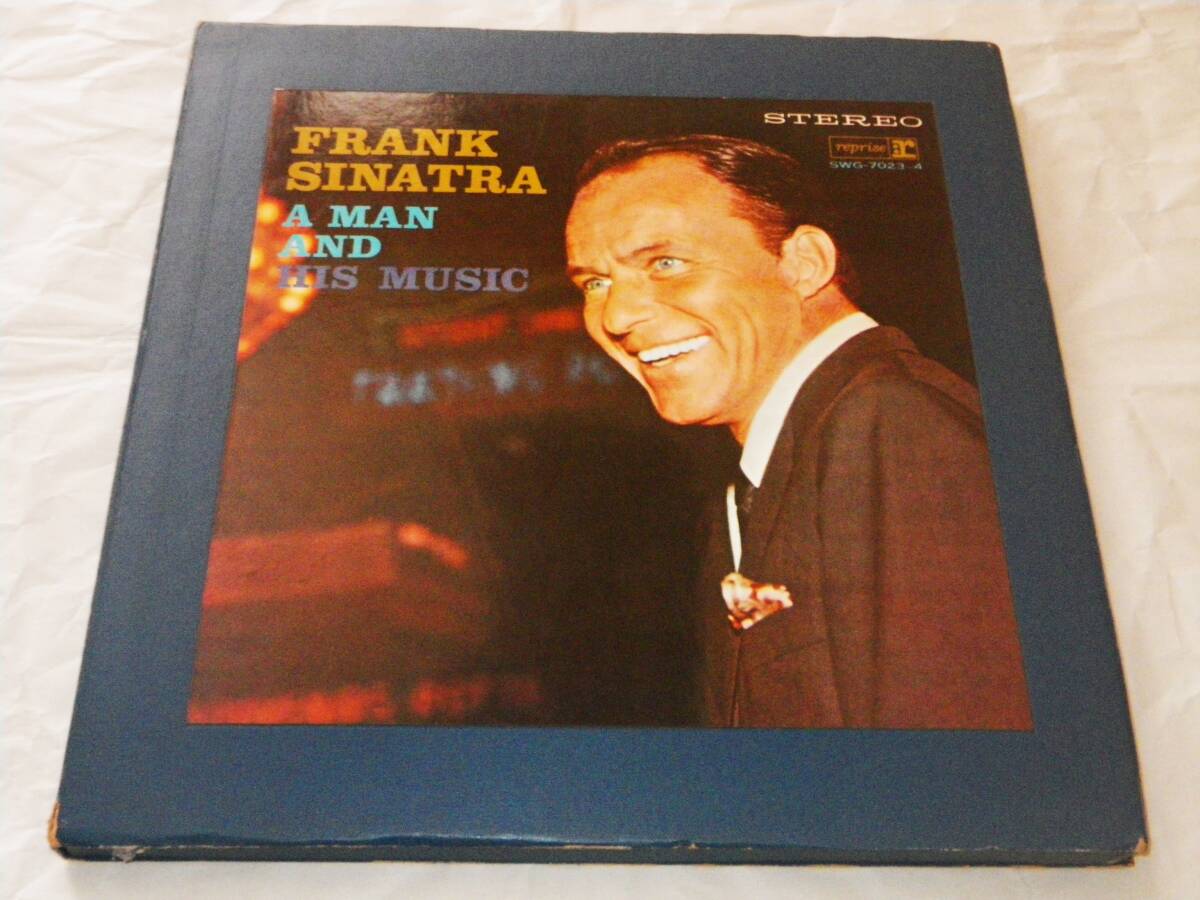 FRANK
SINATRA
A MAN
AND
HIS MUSIC
STEREO
reprise r
SWG-7023~4